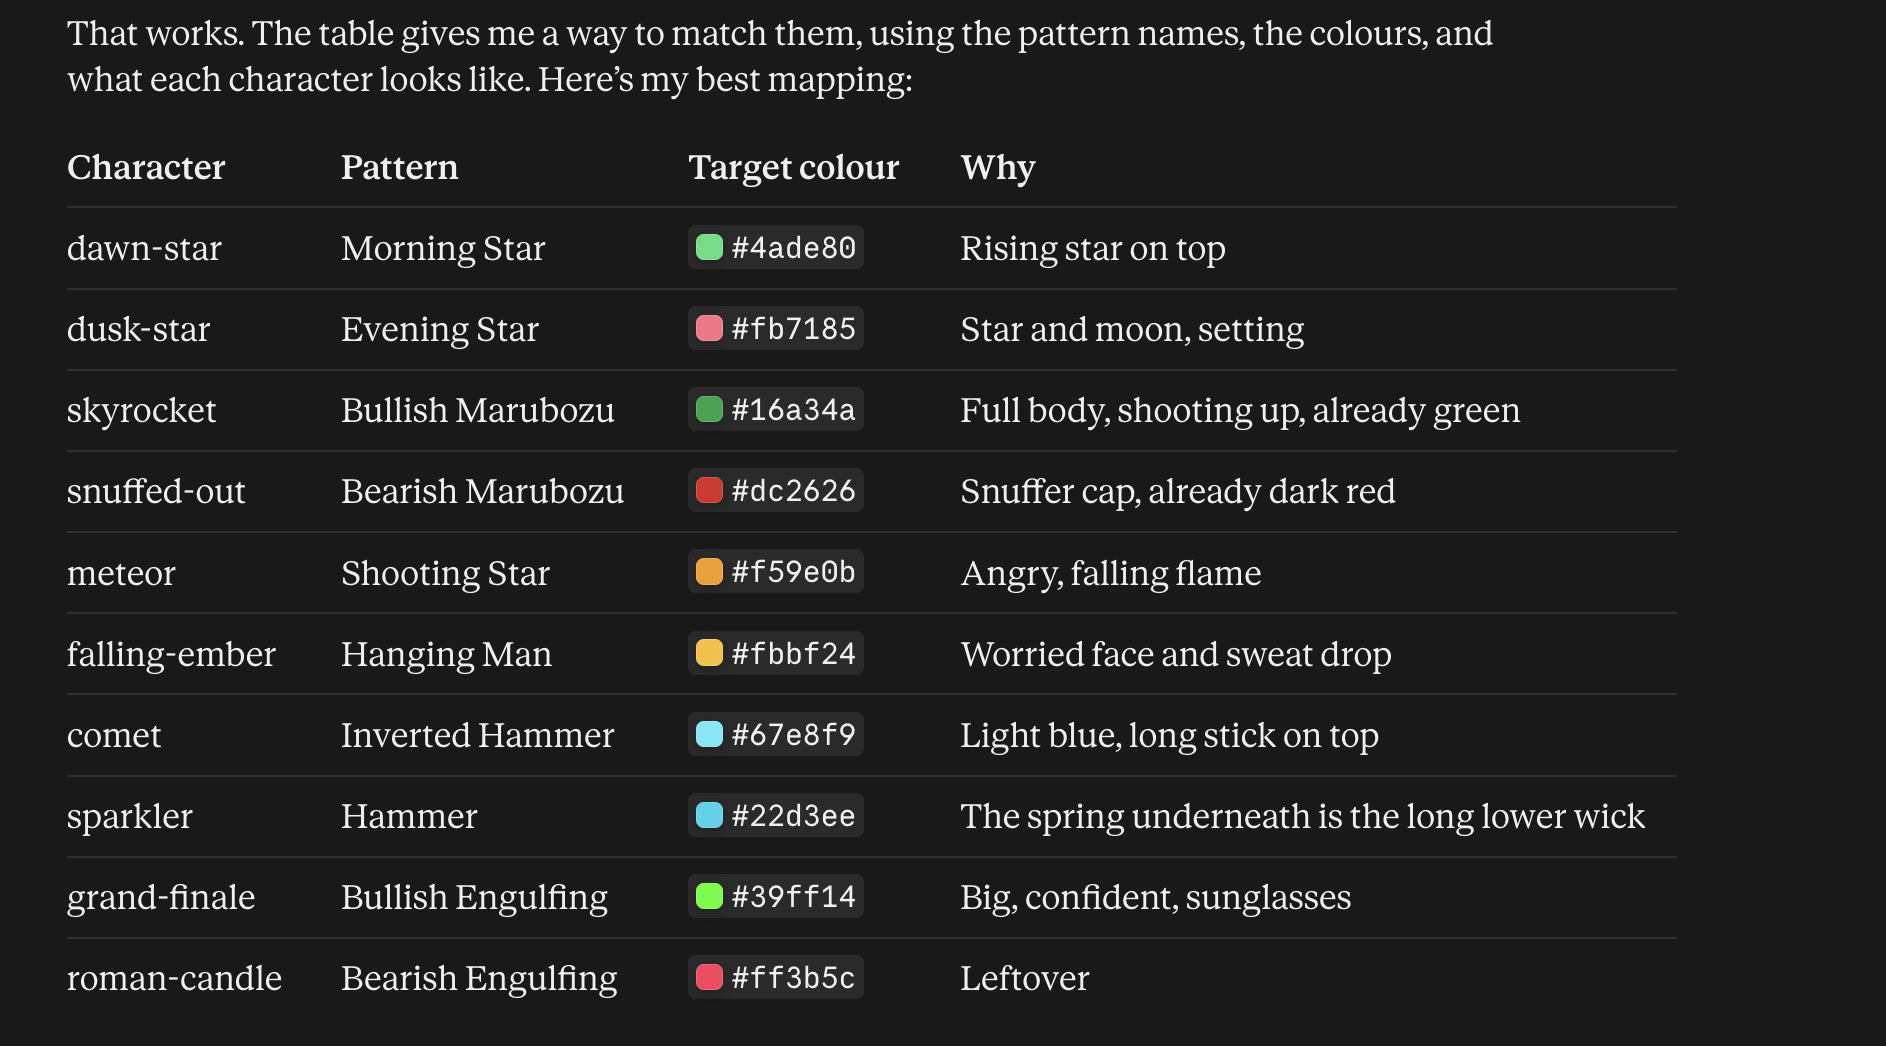 That works. The table gives me a way to match them, using the pattern names, the colours, and
what each character looks like. Here’s my best mapping:
Character Pattern Target colour Why
dawn-star Morning Star #4ade80 Rising star on top
dusk-star Evening Star #fb7185 Star and moon, setting
skyrocket Bullish Marubozu #16a34a Full body, shooting up, already green
snuffed-out Bearish Marubozu #dc2626 Snuffer cap, already dark red
meteor Shooting Star #f59e0b Angry, falling flame
falling-ember Hanging Man #fbbf24 Worried face and sweat drop
comet Inverted Hammer #67e8f9 Light blue, long stick on top
sparkler Hammer #22d3ee The spring underneath is the long lower wick
grand-finale Bullish Engulfing #39ff14 Big, confident, sunglasses
roman-candle Bearish Engulfing #ff3b5c Leftover